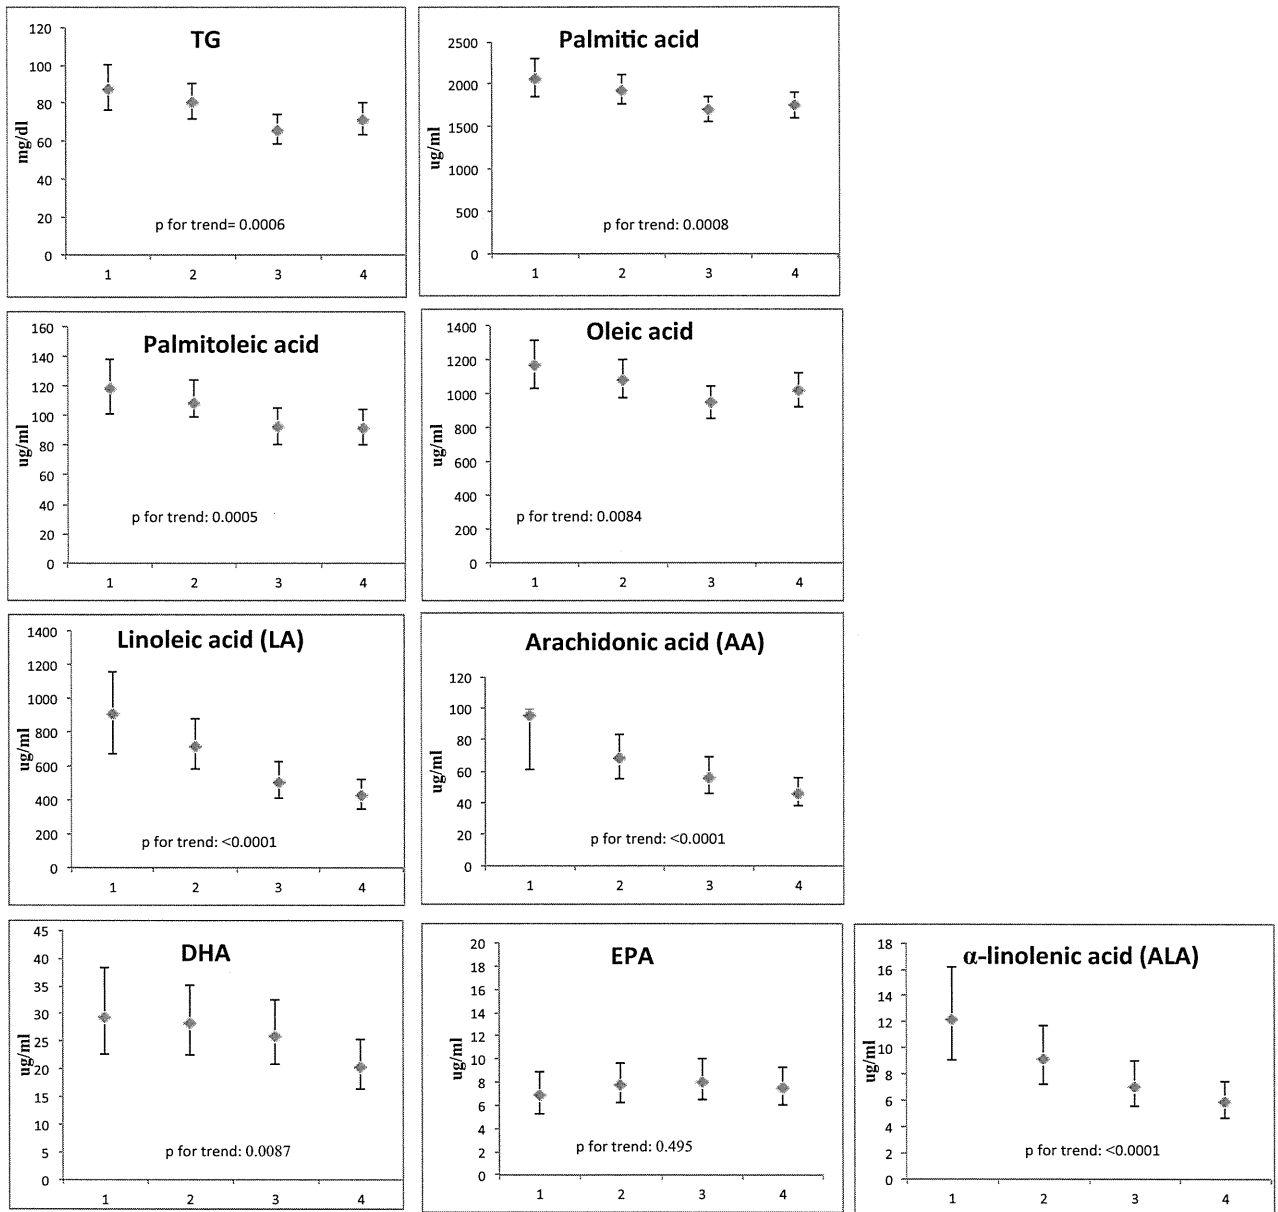 TG
120
100
80
60
40
20
0
mg/dl
p for trend= 0.0006
1 2 3 4
Palmitic acid
2500
2000
1500
1000
500
0
ug/ml
p for trend: 0.0008
1 2 3 4
Palmitoleic acid
160
140
120
100
80
60
40
20
0
ug/ml
p for trend: 0.0005
1 2 3 4
Oleic acid
1400
1200
1000
800
600
400
200
0
ug/ml
p for trend: 0.0084
1 2 3 4
Linoleic acid (LA)
1400
1200
1000
800
600
400
200
0
ug/ml
p for trend: <0.0001
1 2 3 4
Arachidonic acid (AA)
120
100
80
60
40
20
0
ug/ml
p for trend: <0.0001
1 2 3 4
DHA
45
40
35
30
25
20
15
10
5
0
ug/ml
p for trend: 0.0087
1 2 3 4
EPA
20
18
16
14
12
10
8
6
4
2
0
ug/ml
p for trend: 0.495
1 2 3 4
α-linolenic acid (ALA)
18
16
14
12
10
8
6
4
2
0
ug/ml
p for trend: <0.0001
1 2 3 4